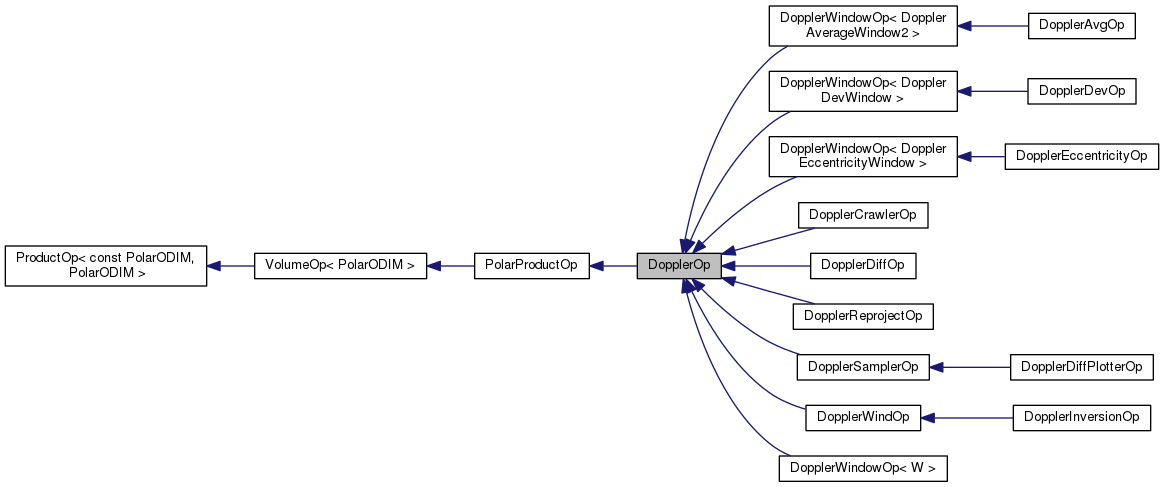 DopplerWindowOp< Doppler
AverageWindow2 >
DopplerAvgOp
DopplerWindowOp< Doppler
DevWindow >
DopplerDevOp
DopplerWindowOp< Doppler
EccentricityWindow >
DopplerEccentricityOp
DopplerCrawlerOp
ProductOp< const PolarODIM,
PolarODIM >
VolumeOp< PolarODIM >
PolarProductOp
DopplerOp
DopplerDiffOp
DopplerReprojectOp
DopplerSamplerOp
DopplerDiffPlotterOp
DopplerWindOp
DopplerInversionOp
DopplerWindowOp< W >